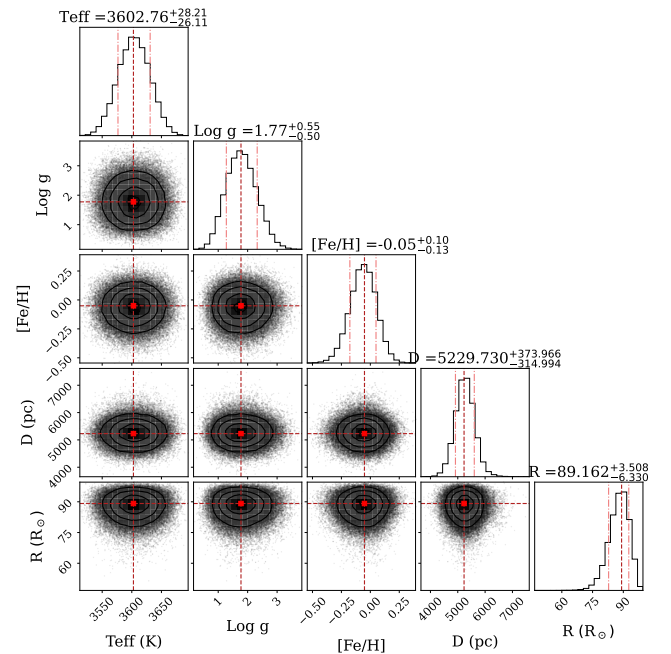 Teff =3602.76+28.21−26.11
Log g =1.77+0.55−0.50
[Fe/H] =-0.05+0.10−0.13
D =5229.730+373.966−314.994
R =89.162+3.508−6.330
Log g
3
2
1
[Fe/H]
0.25
0.00
−0.25
−0.50
D (pc)
7000
6000
5000
4000
R (R⊙)
90
75
60
3550 3600 3650
Teff (K)
1 2 3
Log g
−0.50 −0.25 0.00 0.25
[Fe/H]
4000 5000 6000 7000
D (pc)
60 75 90
R (R⊙)